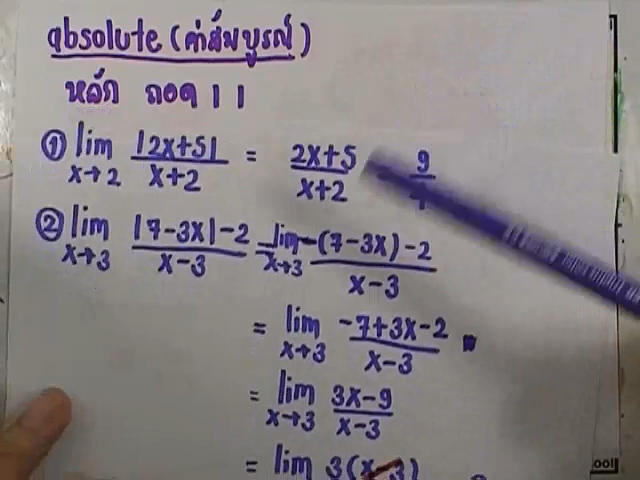 absolute (ค่าสัมบูรณ์)
หลัก ถอด | |
① lim x→2 |2x+5|/x+2 = 2x+5/x+2 9
② lim x→3 |7-3x|-2/x-3 = lim x→3 -(7-3x)-2/x-3
= lim x→3 -7+3x-2/x-3
= lim x→3 3x-9/x-3
= lim 3(x-3)